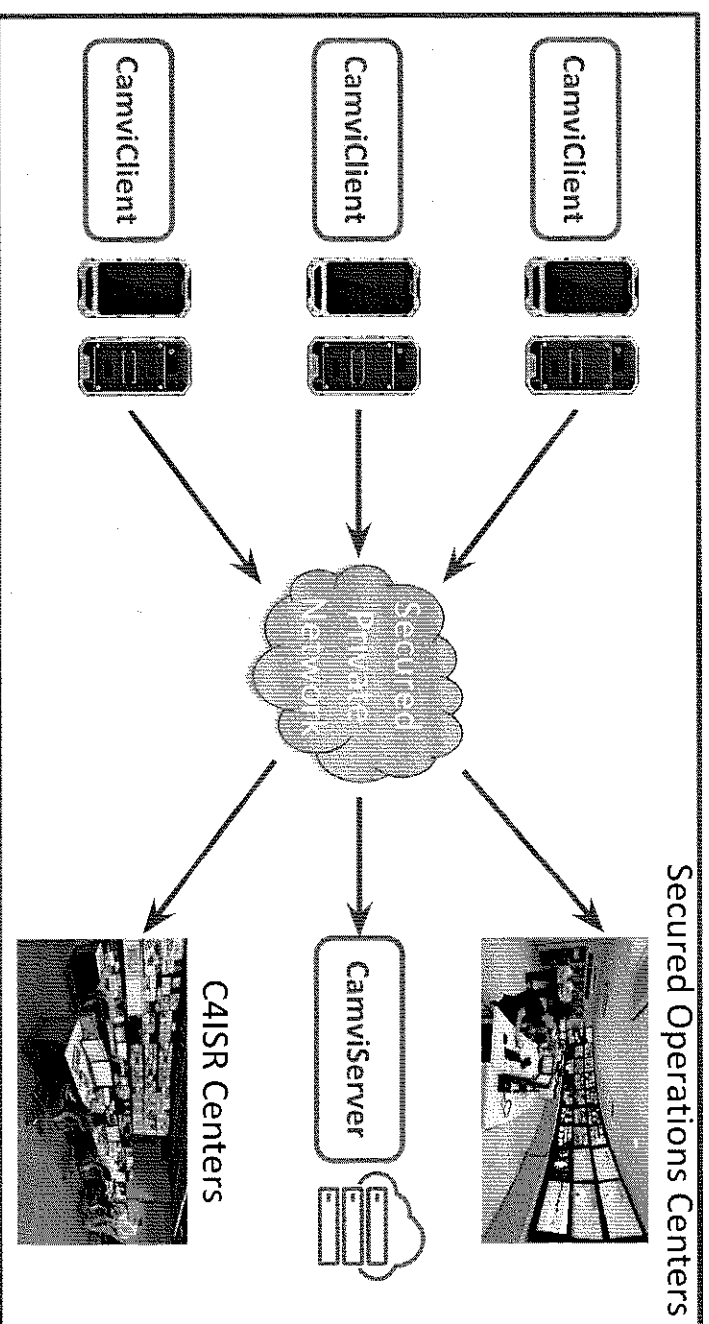 Secured Operations Centers
CamviClient
CamviClient
CamviClient
Secured
Private
Network
CamviServer
C4ISR Centers